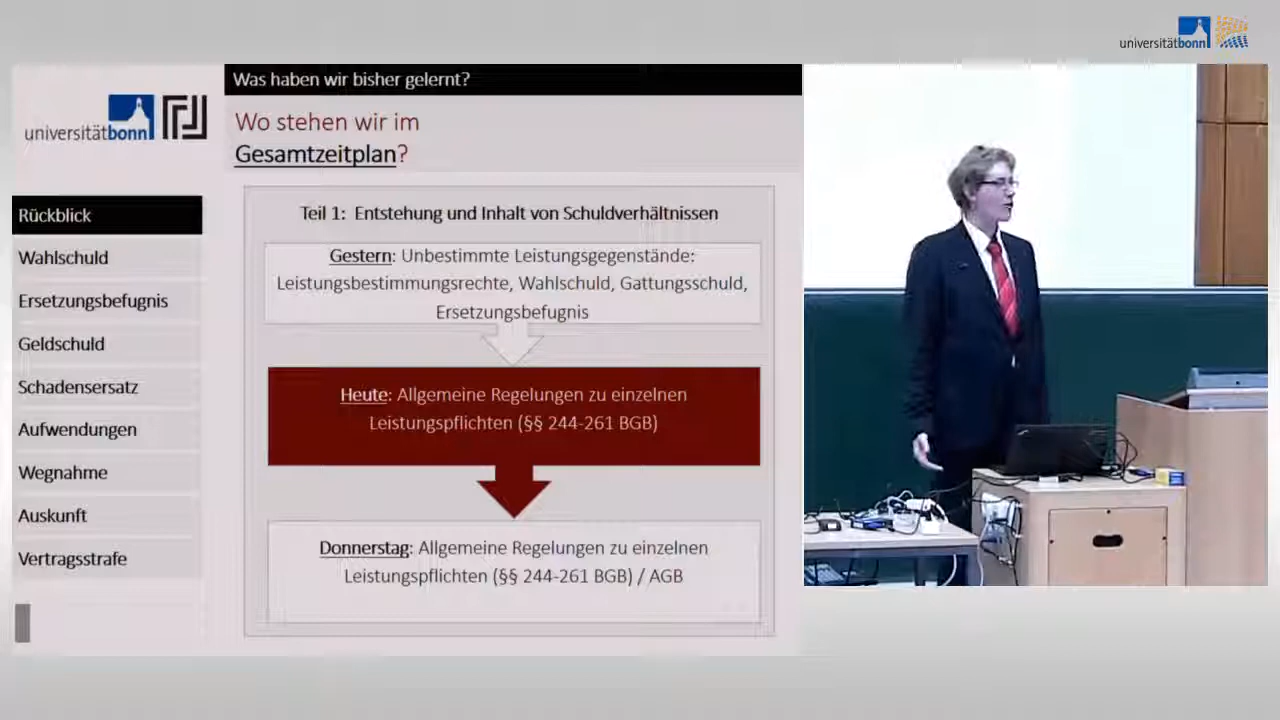 universitätbonn
Was haben wir bisher gelernt?
universitätbonn
Wo stehen wir im
Gesamtzeitplan?
Rückblick
Wahlschuld
Ersetzungsbefugnis
Geldschuld
Schadensersatz
Aufwendungen
Wegnahme
Auskunft
Vertragsstrafe
Teil 1: Entstehung und Inhalt von Schuldverhältnissen
Gestern: Unbestimmte Leistungsgegenstände:
Leistungsbestimmungsrechte, Wahlschuld, Gattungsschuld,
Ersetzungsbefugnis
Heute: Allgemeine Regelungen zu einzelnen
Leistungspflichten (§§ 244-261 BGB)
Donnerstag: Allgemeine Regelungen zu einzelnen
Leistungspflichten (§§ 244-261 BGB) / AGB